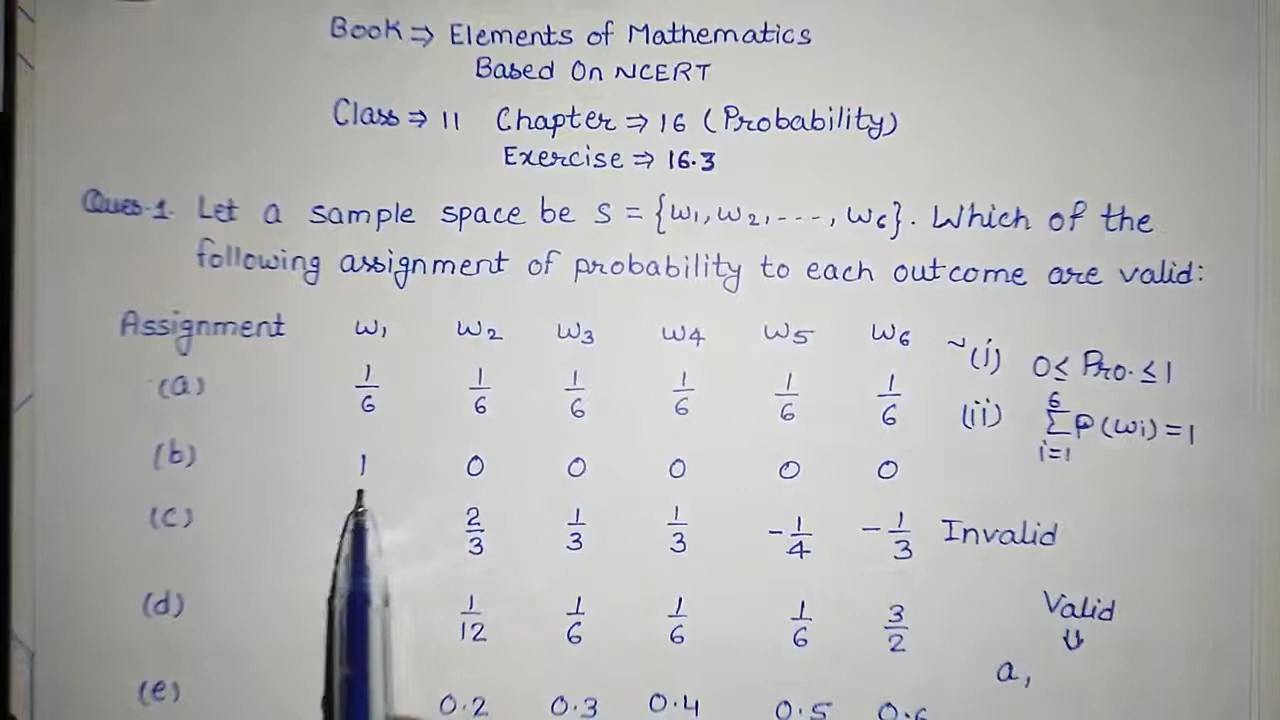 Book ⇒ Elements of Mathematics
Based On NCERT
Class ⇒ 11 Chapter ⇒ 16 (Probability)
Exercise ⇒ 16.3
Ques.1. Let a sample space be S = {ω1, ω2, ---, ω6}. Which of the
following assignment of probability to each outcome are valid:
Assignment ω1 ω2 ω3 ω4 ω5 ω6 ~(i) 0≤ Pro. ≤1
(a) 1/6 1/6 1/6 1/6 1/6 1/6 (ii) 6Σi=1 P(ωi)=1
(b) 1 0 0 0 0 0
(c) 2/3 1/3 1/3 -1/4 -1/3 Invalid
(d) 1/12 1/6 1/6 1/6 3/2 Valid
⇓
a,
(e) 0.2 0.3 0.4 0.5 0.6